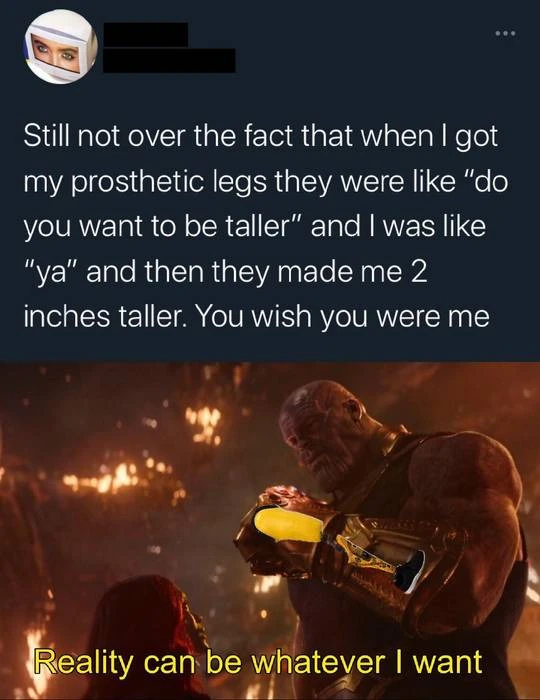 Still not over the fact that when I got
my prosthetic legs they were like "do
you want to be taller" and I was like
"ya" and then they made me 2
inches taller. You wish you were me
Reality can be whatever I want